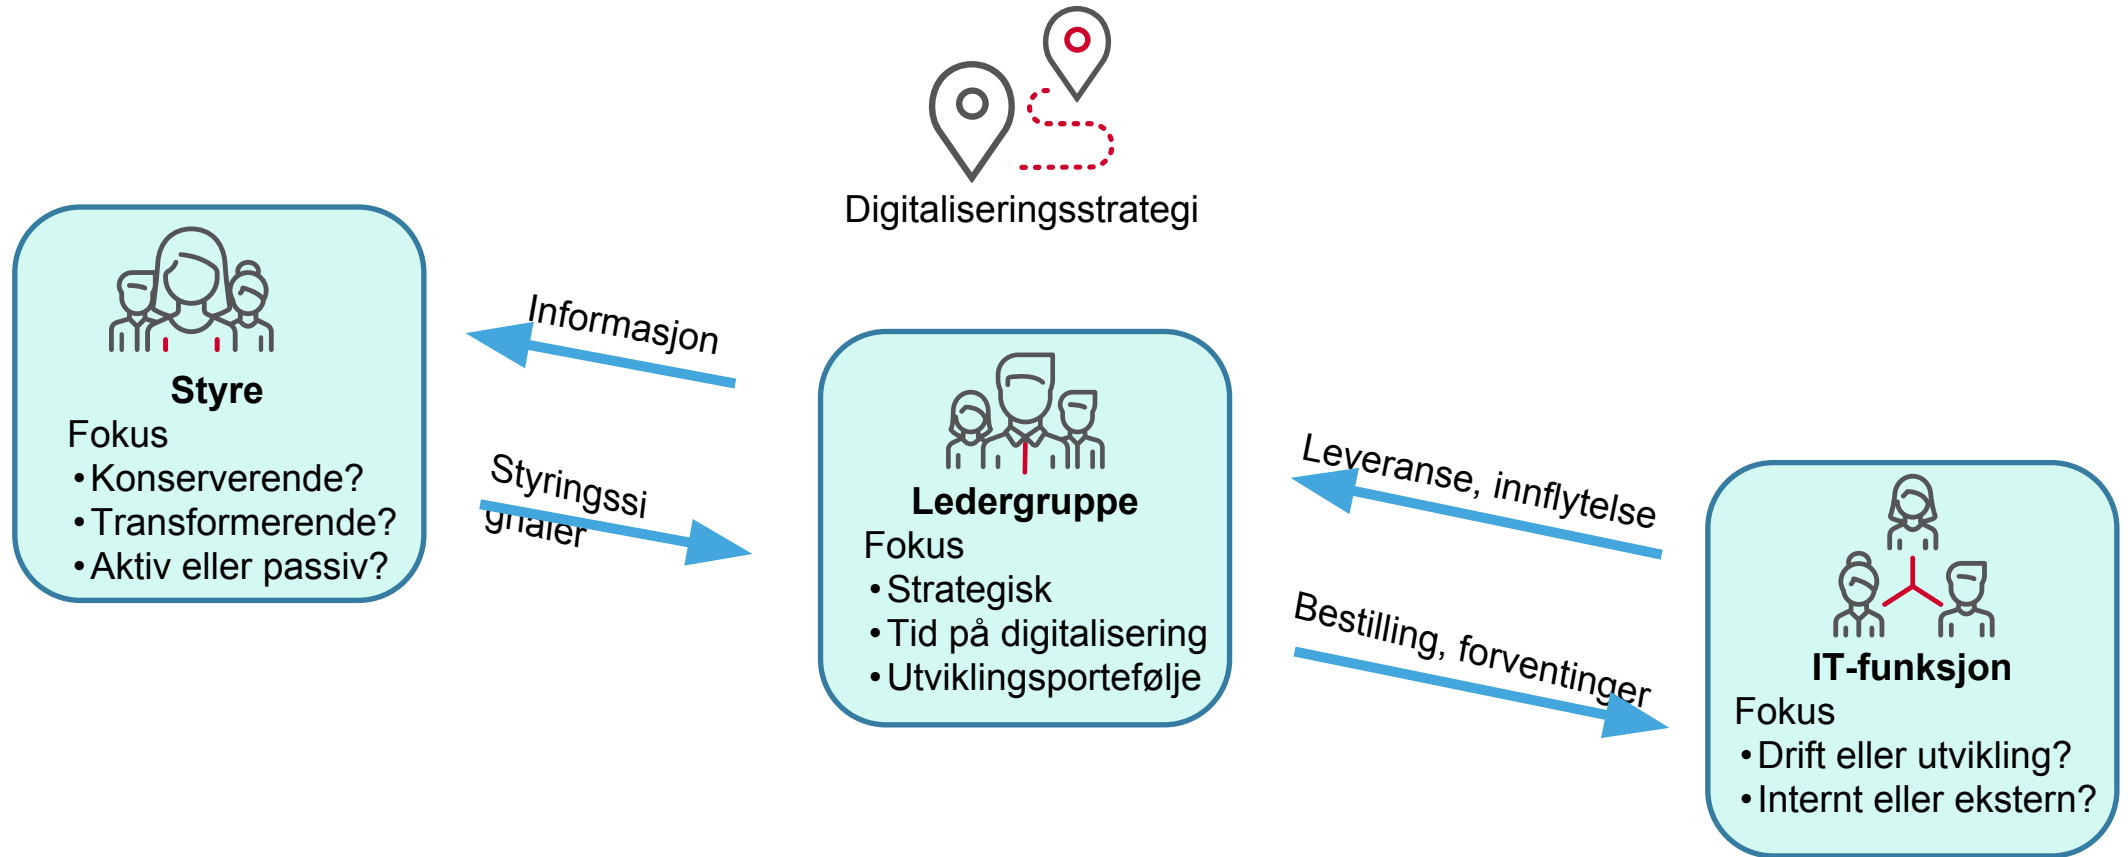 Digitaliseringsstrategi
Styre
Fokus
•Konserverende?
•Transformerende?
•Aktiv eller passiv?
Informasjon
Styringssi
gnaler
Ledergruppe
Fokus
•Strategisk
•Tid på digitalisering
•Utviklingsportefølje
Leveranse, innflytelse
Bestilling, forventinger
IT-funksjon
Fokus
•Drift eller utvikling?
•Internt eller ekstern?